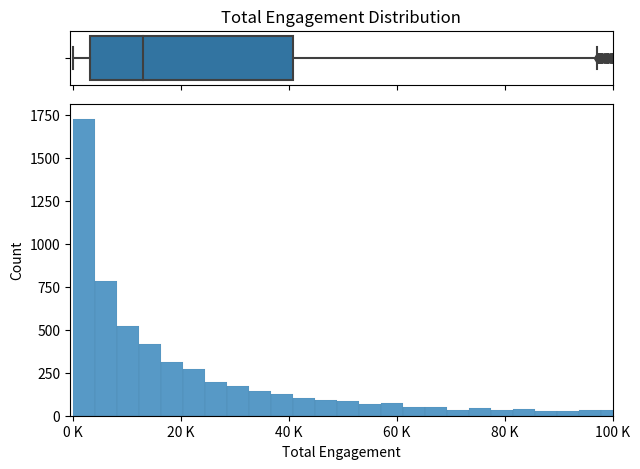 Total Engagement Distribution
1750
1500
1250
1000
750
500
250
0
Count
0 K 20 K 40 K 60 K 80 K 100 K
Total Engagement